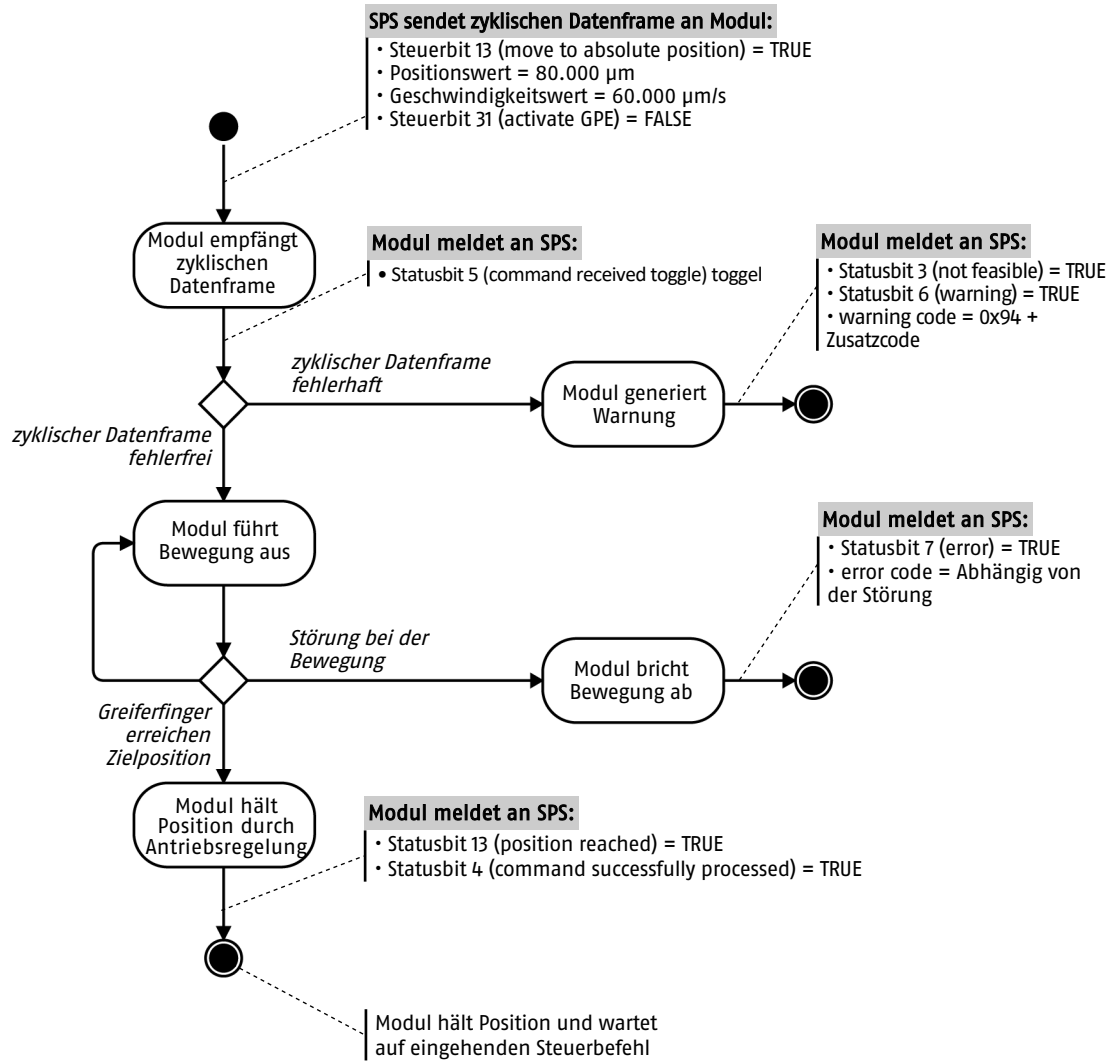 SPS sendet zyklischen Datenframe an Modul:
· Steuerbit 13 (move to absolute position) = TRUE
· Positionswert = 80.000 µm
· Geschwindigkeitswert = 60.000 µm/s
· Steuerbit 31 (activate GPE) = FALSE
Modul empfängt
zyklischen
Datenframe
Modul meldet an SPS:
• Statusbit 5 (command received toggle) toggel
Modul meldet an SPS:
· Statusbit 3 (not feasible) = TRUE
· Statusbit 6 (warning) = TRUE
· warning code = 0x94 +
Zusatzcode
zyklischer Datenframe
fehlerhaft
Modul generiert
Warnung
zyklischer Datenframe
fehlerfrei
Modul führt
Bewegung aus
Modul meldet an SPS:
· Statusbit 7 (error) = TRUE
· error code = Abhängig von
der Störung
Störung bei der
Bewegung
Modul bricht
Bewegung ab
Greiferfinger
erreichen
Zielposition
Modul hält
Position durch
Antriebsregelung
Modul meldet an SPS:
· Statusbit 13 (position reached) = TRUE
· Statusbit 4 (command successfully processed) = TRUE
Modul hält Position und wartet
auf eingehenden Steuerbefehl